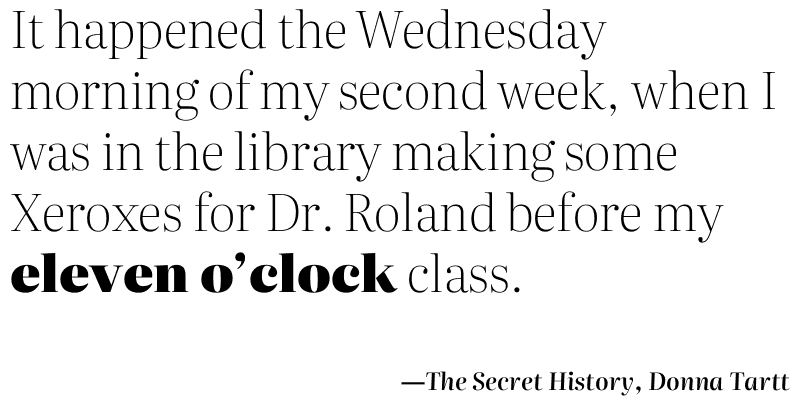 It happened the Wednesday
morning of my second week, when I
was in the library making some
Xeroxes for Dr. Roland before my
eleven o’clock class.
—The Secret History, Donna Tartt